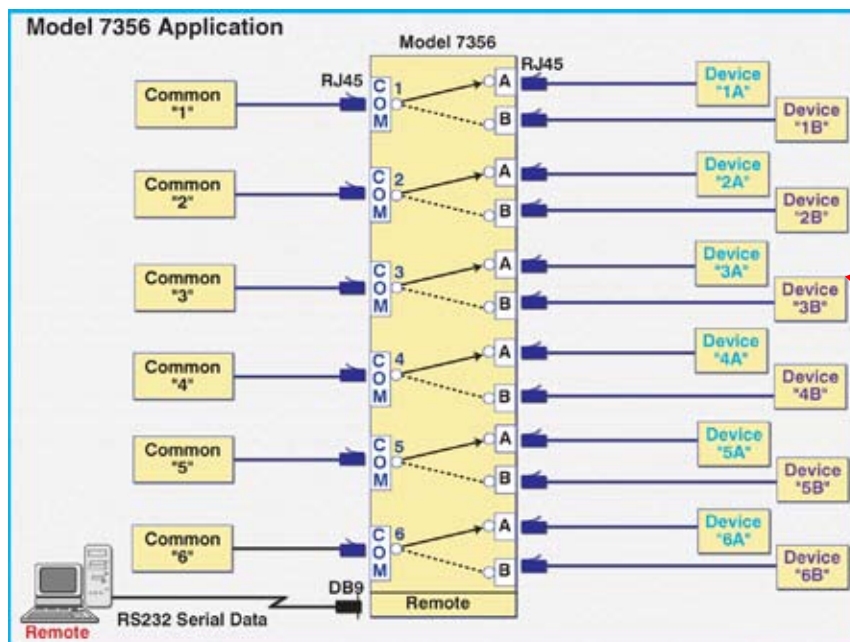 Model 7356 Application
Model 7356
RJ45
RJ45
Common
"1"
C
O
M
1
A
B
Device
"1A"
Device
"1B"
Common
"2"
C
O
M
2
A
B
Device
"2A"
Device
"2B"
Common
"3"
C
O
M
3
A
B
Device
"3A"
Device
"3B"
Common
"4"
C
O
M
4
A
B
Device
"4A"
Device
"4B"
Common
"5"
C
O
M
5
A
B
Device
"5A"
Device
"5B"
Common
"6"
C
O
M
6
A
B
Device
"6A"
Device
"6B"
DB9
Remote
RS232 Serial Data
Remote